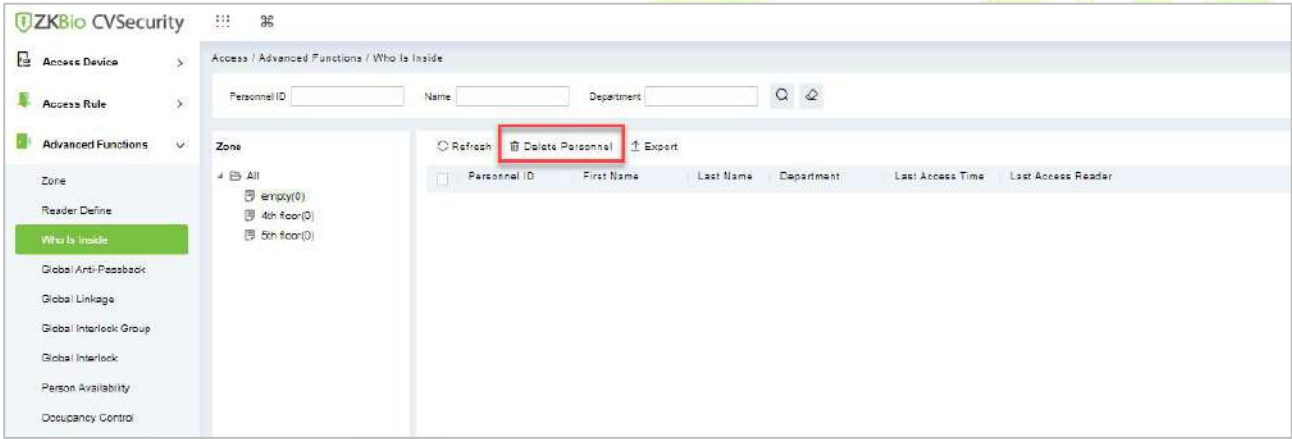 ZKBio CVSecurity
Access Device
Access / Advanced Functions / Who Is Inside
Access Rule
Personnel ID Name Department
Advanced Functions
Zone
Refresh Delete Personnel Export
Zone
All
Personnel ID First Name Last Name Department Last Access Time Last Access Reader
empty(0)
Reader Define
4th floor(0)
Who Is Inside
5th floor(0)
Global Anti-Passback
Global Linkage
Global Interlock Group
Global Interlock
Person Availability
Occupancy Control